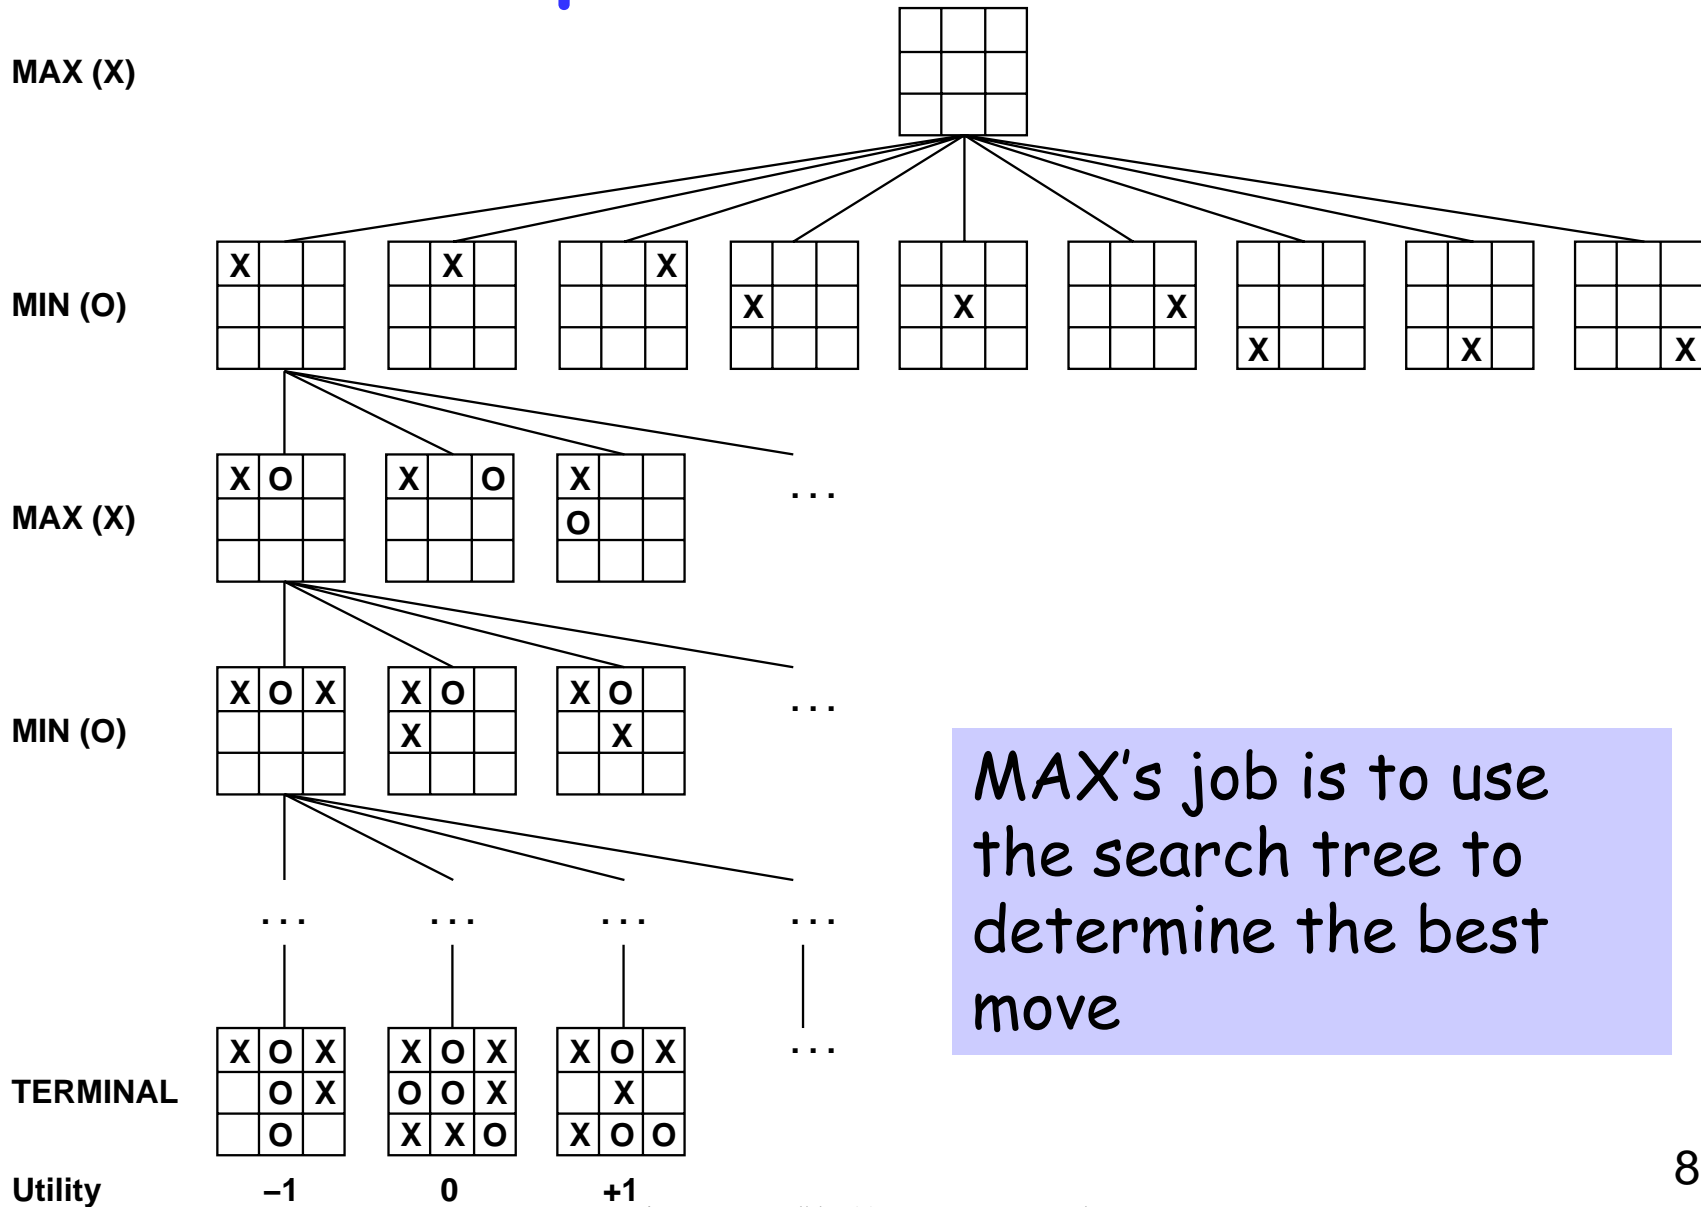 MAX (X)
X X X
MIN (O) X X X
X X X
X O X O X
MAX (X) O
. . .
X O X X O X O
MIN (O) X X
. . .
MAX’s job is to use
the search tree to
determine the best
move
. . . . . . . . . . . .
X O X X O X X O X
. . .
TERMINAL O X O O X X
O X X O X O O
Utility –1 0 +1
8